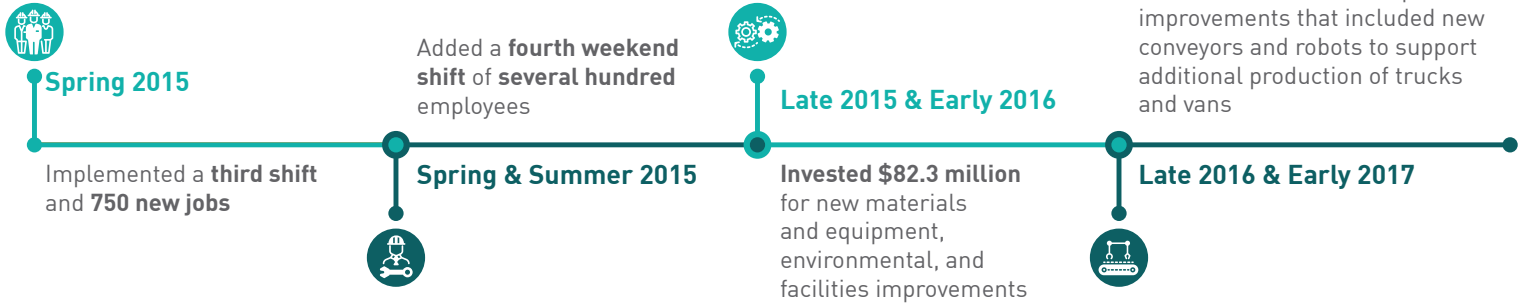 Spring 2015
Implemented a third shift
and 750 new jobs
Added a fourth weekend
shift of several hundred
employees
Spring & Summer 2015
Late 2015 & Early 2016
Invested $82.3 million
for new materials
and equipment,
environmental, and
facilities improvements
improvements that included new
conveyors and robots to support
additional production of trucks
and vans
Late 2016 & Early 2017